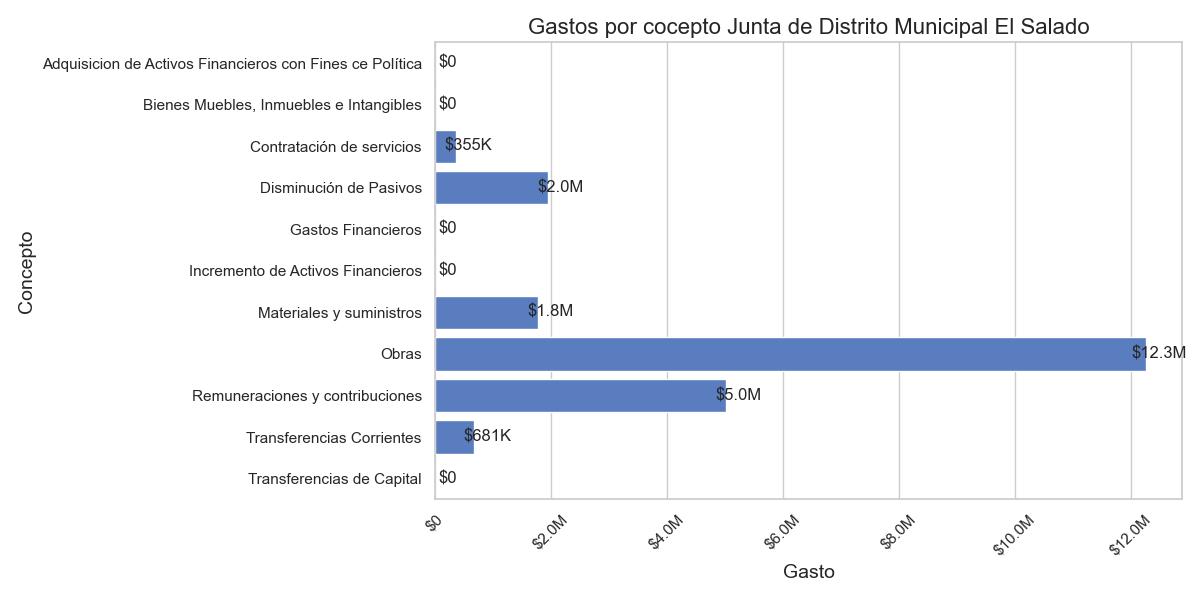 Gastos por cocepto Junta de Distrito Municipal El Salado
Concepto
Adquisicion de Activos Financieros con Fines ce Política $0
Bienes Muebles, Inmuebles e Intangibles $0
Contratación de servicios $355K
Disminución de Pasivos $2.0M
Gastos Financieros $0
Incremento de Activos Financieros $0
Materiales y suministros $1.8M
Obras $12.3M
Remuneraciones y contribuciones $5.0M
Transferencias Corrientes $681K
Transferencias de Capital $0
$0 $2.0M $4.0M $6.0M $8.0M $10.0M $12.0M
Gasto